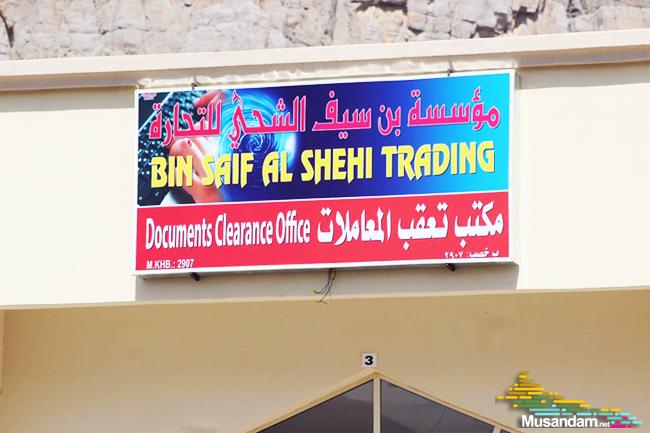 مؤسسة بن سيف الشحي للتجارة
BIN SAIF AL SHEHI TRADING
Documents Clearance Office مكتب تعقب المعاملات
M.KHB.: 2907 ب خصب: ٢٩٠٧
3
Musandam.net